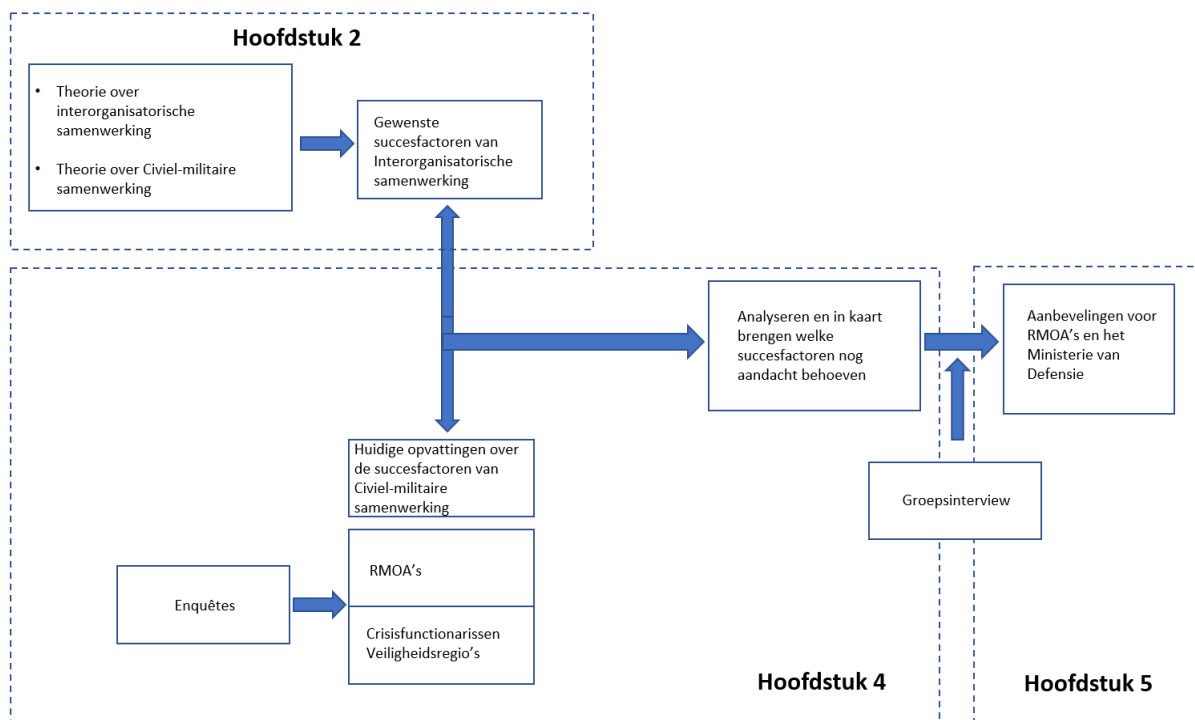 Hoofdstuk 2
• Theorie over
interorganisatorische
samenwerking
• Theorie over Civiel-militaire
samenwerking
Gewenste
succesfactoren van
Interorganisatorische
samenwerking
Analyseren en in kaart
brengen welke
succesfactoren nog
aandacht behoeven
Aanbevelingen voor
RMOA’s en het
Ministerie van
Defensie
Huidige opvattingen over
de succesfactoren van
Civiel-militaire
samenwerking
Groepsinterview
RMOA’s
Enquêtes
Crisisfunctionarissen
Veiligheidsregio’s
Hoofdstuk 4
Hoofdstuk 5